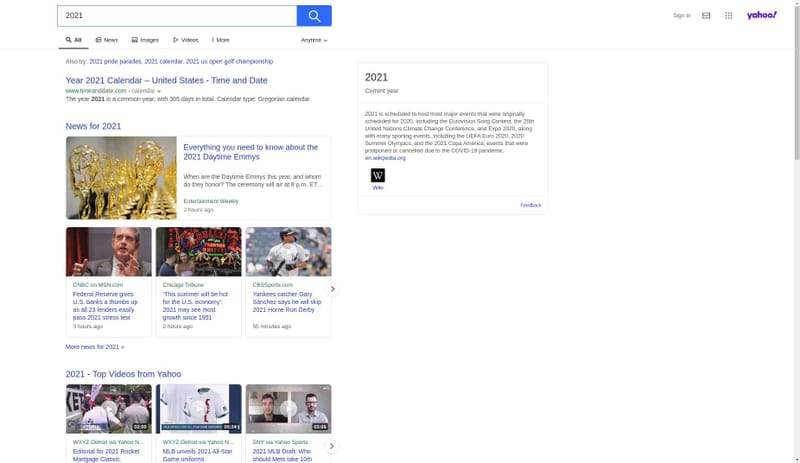 2021
Sign in
yahoo!
All
News
Images
Videos
More
Anytime
Also try: 2021 pride parades, 2021 calendar, 2021 us open golf championship
Year 2021 Calendar – United States - Time and Date
www.timeanddate.com › calendar
The year 2021 is a common year, with 365 days in total. Calendar type: Gregorian calendar
News for 2021
Everything you need to know about the
2021 Daytime Emmys
When are the Daytime Emmys this year, and whom
do they honor? The ceremony will air at 8 p.m. ET...
Entertainment Weekly
2 hours ago
CNBC on MSN.com
Federal Reserve gives
U.S. banks a thumbs up
as all 23 lenders easily
pass 2021 stress test
3 hours ago
Chicago Tribune
'This summer will be hot
for the U.S. economy':
2021 may see most
growth since 1951
2 hours ago
CBSSports.com
Yankees catcher Gary
Sánchez says he will skip
2021 Home Run Derby
55 minutes ago
More news for 2021 »
2021 - Top Videos from Yahoo
02:00
WXYZ Detroit via Yahoo N...
Editorial for 2021 Rocket
Mortgage Classic.
00:24
WXYZ Detroit via Yahoo N...
MLB unveils 2021 All-Star
Game uniforms
03:06
SNY via Yahoo Sports
2021 MLB Draft: Who
should Mets take 10th
2021
Current year
2021 is scheduled to host most major events that were originally
scheduled for 2020, including the Eurovision Song Contest, the 26th
United Nations Climate Change Conference, and Expo 2020, along
with many sporting events, including the UEFA Euro 2020, 2020
Summer Olympics, and the 2021 Copa América; events that were
postponed or canceled due to the COVID-19 pandemic.
en.wikipedia.org
W
Wiki
Feedback